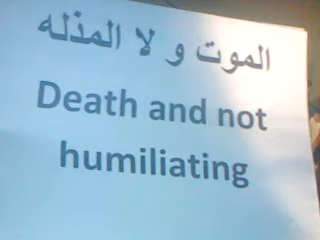 الموت و لا المذله
Death and not
humiliating